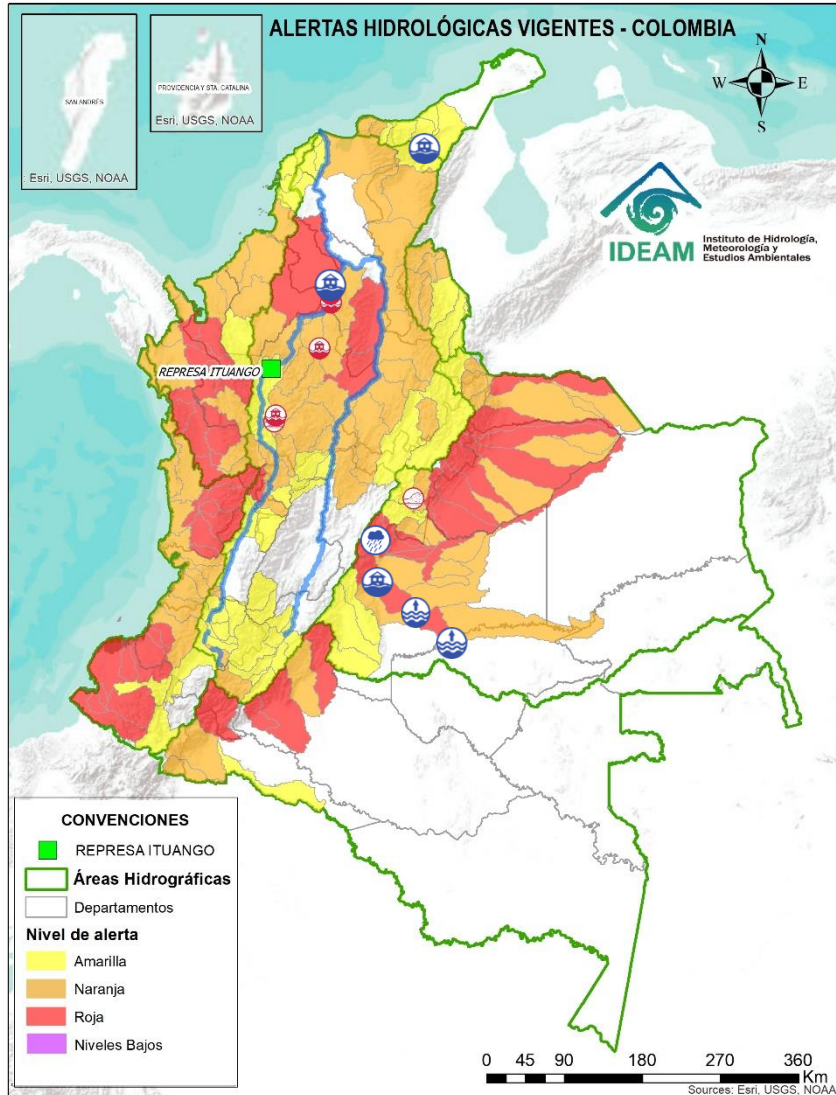 ALERTAS HIDROLÓGICAS VIGENTES - COLOMBIA
SAN ANDRÉS
: Esri, USGS, NOAA
PROVIDENCIA Y STA. CATALINA
Esri, USGS, NOAA
N
W
E
S
IDEAM
Instituto de Hidrología,
Meteorología y
Estudios Ambientales
REPRESA ITUANGO
CONVENCIONES
REPRESA ITUANGO
Áreas Hidrográficas
Departamentos
Nivel de alerta
Amarilla
Naranja
Roja
Niveles Bajos
0 45 90 180 270 360
Km
Sources: Esri, USGS, NOAA